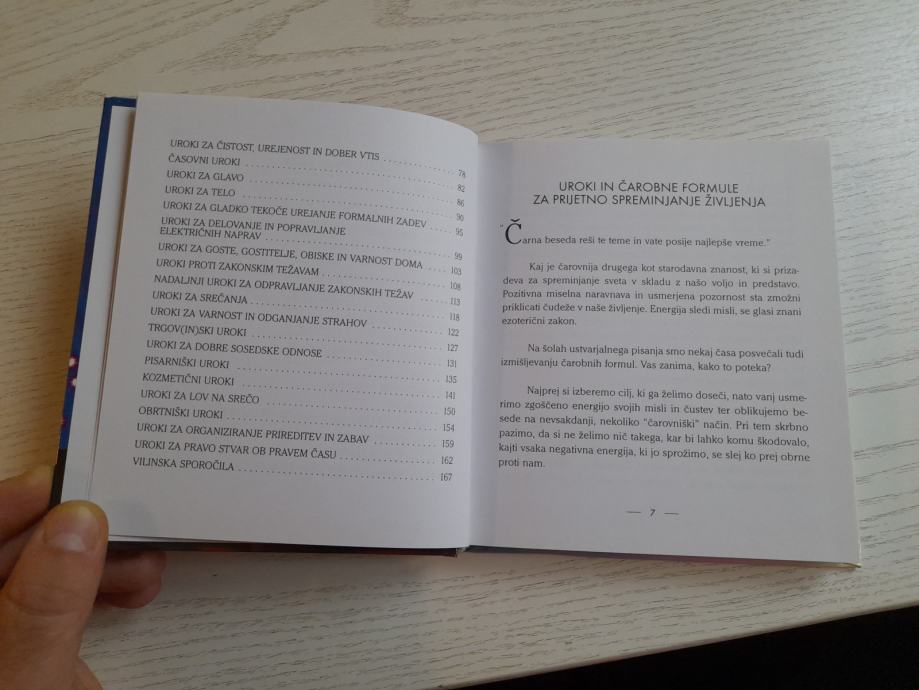 UROKI ZA ČISTOST, UREJENOST IN DOBER VTIS 78
ČASOVNI UROKI 82
UROKI ZA GLAVO 86
UROKI ZA TELO 90
UROKI ZA GLADKO TEKOČE UREJANJE FORMALNIH ZADEV 95
UROKI ZA DELOVANJE IN POPRAVLJANJE
ELEKTRIČNIH NAPRAV 99
UROKI ZA GOSTE, GOSTITELJE, OBISKE IN VARNOST DOMA 103
UROKI PROTI ZAKONSKIM TEŽAVAM 108
NADALJNJI UROKI ZA ODPRAVLJANJE ZAKONSKIH TEŽAV 113
UROKI ZA SREČANJA 118
UROKI ZA VARNOST IN ODGANJANJE STRAHOV 122
TRGOV(IN)SKI UROKI 127
UROKI ZA DOBRE SOSEDSKE ODNOSE 131
PISARNIŠKI UROKI 135
KOZMETIČNI UROKI 141
UROKI ZA LOV NA SREČO 150
OBRTNIŠKI UROKI 154
UROKI ZA ORGANIZIRANJE PRIREDITEV IN ZABAV 159
UROKI ZA PRAVO STVAR OB PRAVEM ČASU 162
VILINSKA SPOROČILA 167
UROKI IN ČAROBNE FORMULE
ZA PRIJETNO SPREMINJANJE ŽIVLJENJA
"Čarna beseda reši te teme in vate posije najlepše vreme."
Kaj je čarovnija drugega kot starodavna znanost, ki si priza-
deva za spreminjanje sveta v skladu z našo voljo in predstavo.
Pozitivna miselna naravnava in usmerjena pozornost sta zmožni
priklicati čudeže v naše življenje. Energija sledi misli, se glasi znani
ezoterični zakon.
Na šolah ustvarjalnega pisanja smo nekaj časa posvečali tudi
izmišljevanju čarobnih formul. Vas zanima, kako to poteka?
Najprej si izberemo cilj, ki ga želimo doseči, nato vanj usme-
rimo zgoščeno energijo svojih misli in čustev ter oblikujemo be-
sede na nevsakdanji, nekoliko "čarovniški" način. Pri tem skrbno
pazimo, da si ne želimo nič takega, kar bi lahko komu škodovalo,
kajti vsaka negativna energija, ki jo sprožimo, se slej ko prej obrne
proti nam.
— 7 —